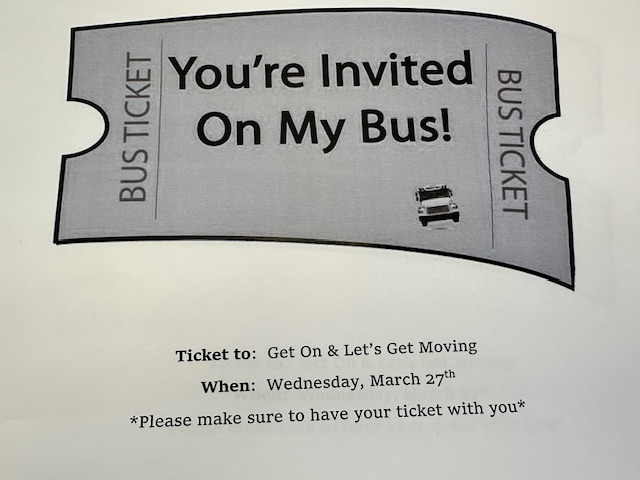 You're Invited
On My Bus!
BUS TICKET
BUS TICKET
Ticket to: Get On & Let's Get Moving
When: Wednesday, March 27th
*Please make sure to have your ticket with you*